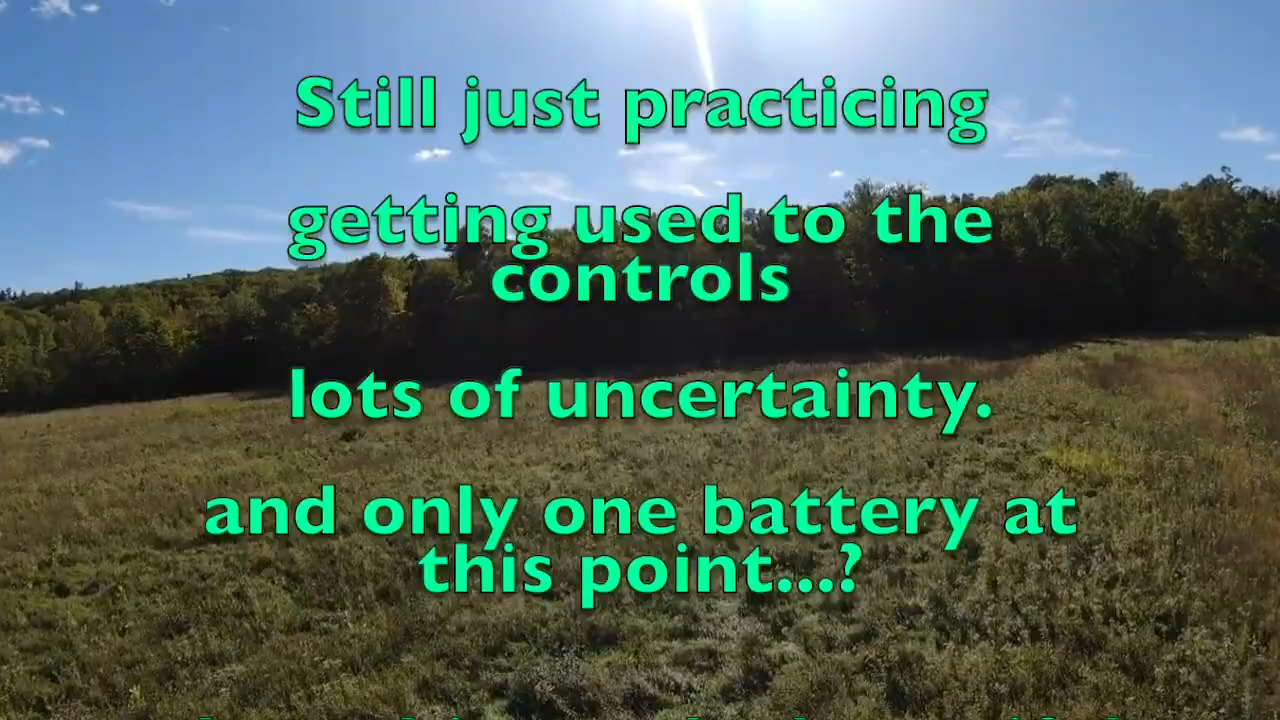 Still just practicing
getting used to the
controls
lots of uncertainty.
and only one battery at
this point...?